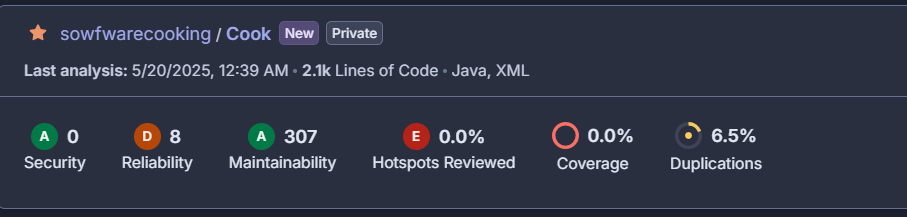 sowfwarecooking / Cook New Private
Last analysis: 5/20/2025, 12:39 AM • 2.1k Lines of Code • Java, XML
A 0 D 8 A 307 E 0.0% 0.0% 6.5%
Security Reliability Maintainability Hotspots Reviewed Coverage Duplications